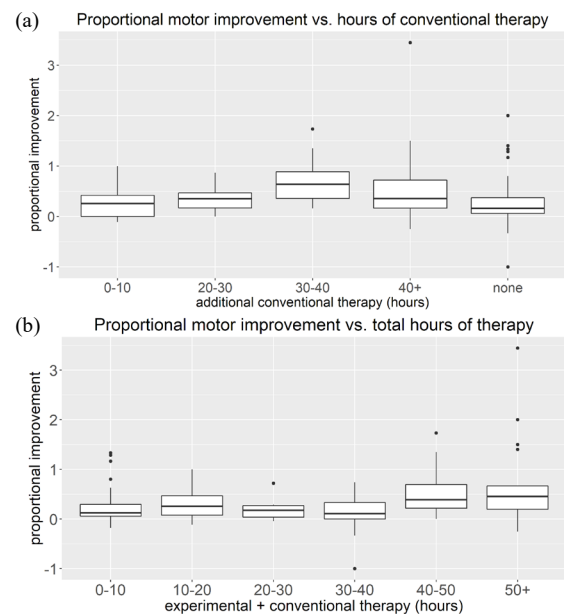 (a) Proportional motor improvement vs. hours of conventional therapy
proportional improvement
3
2
1
0
-1
0-10 20-30 30-40 40+ none
additional conventional therapy (hours)
(b) Proportional motor improvement vs. total hours of therapy
proportional improvement
3
2
1
0
-1
0-10 10-20 20-30 30-40 40-50 50+
experimental + conventional therapy (hours)